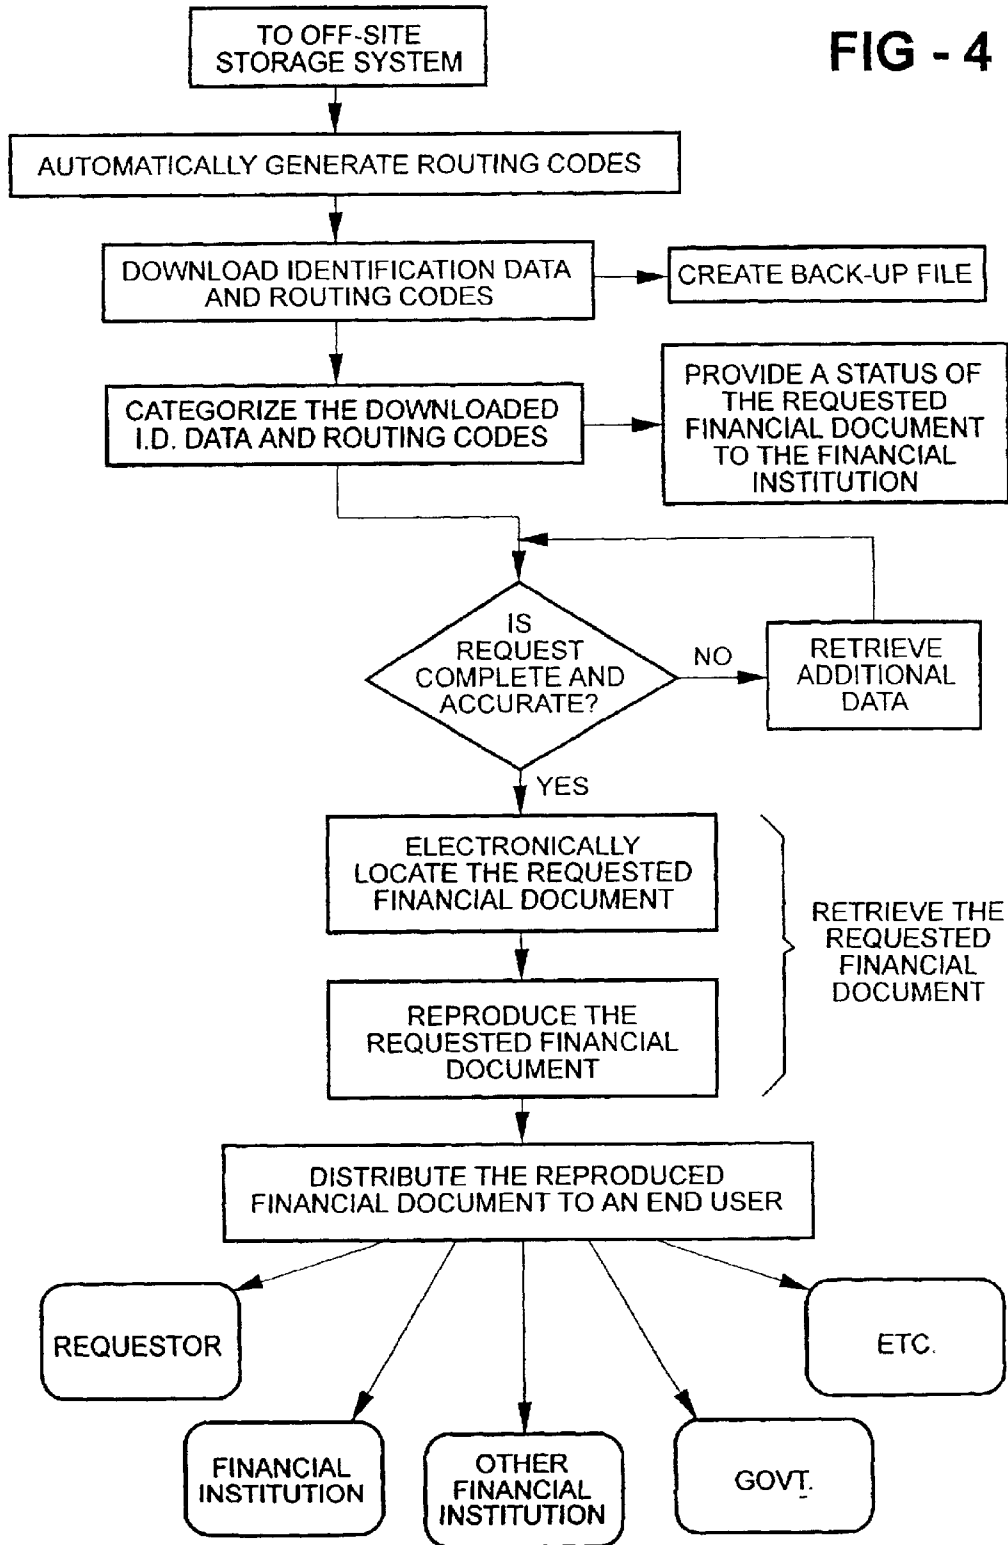 TO OFF-SITE
STORAGE SYSTEM
FIG - 4
AUTOMATICALLY GENERATE ROUTING CODES
DOWNLOAD IDENTIFICATION DATA
AND ROUTING CODES
CREATE BACK-UP FILE
CATEGORIZE THE DOWNLOADED
I.D. DATA AND ROUTING CODES
PROVIDE A STATUS OF
THE REQUESTED
FINANCIAL DOCUMENT
TO THE FINANCIAL
INSTITUTION
IS
REQUEST
COMPLETE AND
ACCURATE?
NO
RETRIEVE
ADDITIONAL
DATA
YES
ELECTRONICALLY
LOCATE THE REQUESTED
FINANCIAL DOCUMENT
REPRODUCE THE
REQUESTED FINANCIAL
DOCUMENT
RETRIEVE THE
REQUESTED
FINANCIAL
DOCUMENT
DISTRIBUTE THE REPRODUCED
FINANCIAL DOCUMENT TO AN END USER
REQUESTOR
FINANCIAL
INSTITUTION
OTHER
FINANCIAL
INSTITUTION
GOVT.
ETC.